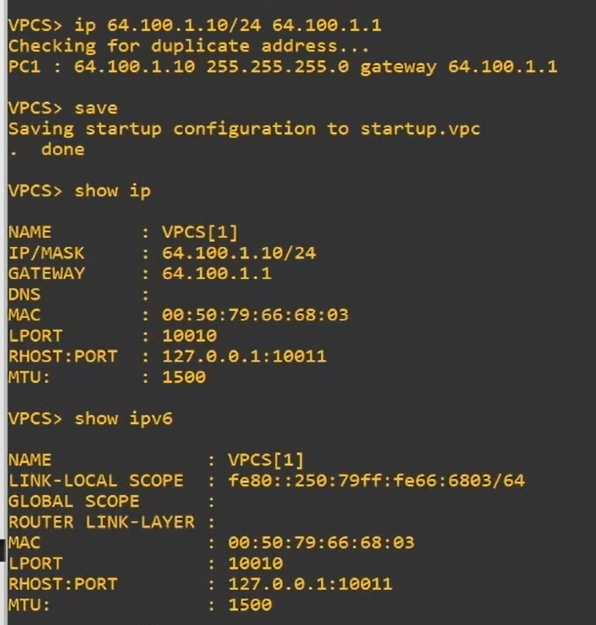 VPCS> ip 64.100.1.10/24 64.100.1.1
Checking for duplicate address...
PC1 : 64.100.1.10 255.255.255.0 gateway 64.100.1.1
VPCS> save
Saving startup configuration to startup.vpc
.  done
VPCS> show ip
NAME        : VPCS[1]
IP/MASK     : 64.100.1.10/24
GATEWAY     : 64.100.1.1
DNS         :
MAC         : 00:50:79:66:68:03
LPORT       : 10010
RHOST:PORT  : 127.0.0.1:10011
MTU:        : 1500
VPCS> show ipv6
NAME              : VPCS[1]
LINK-LOCAL SCOPE  : fe80::250:79ff:fe66:6803/64
GLOBAL SCOPE      :
ROUTER LINK-LAYER :
MAC               : 00:50:79:66:68:03
LPORT             : 10010
RHOST:PORT        : 127.0.0.1:10011
MTU:              : 1500